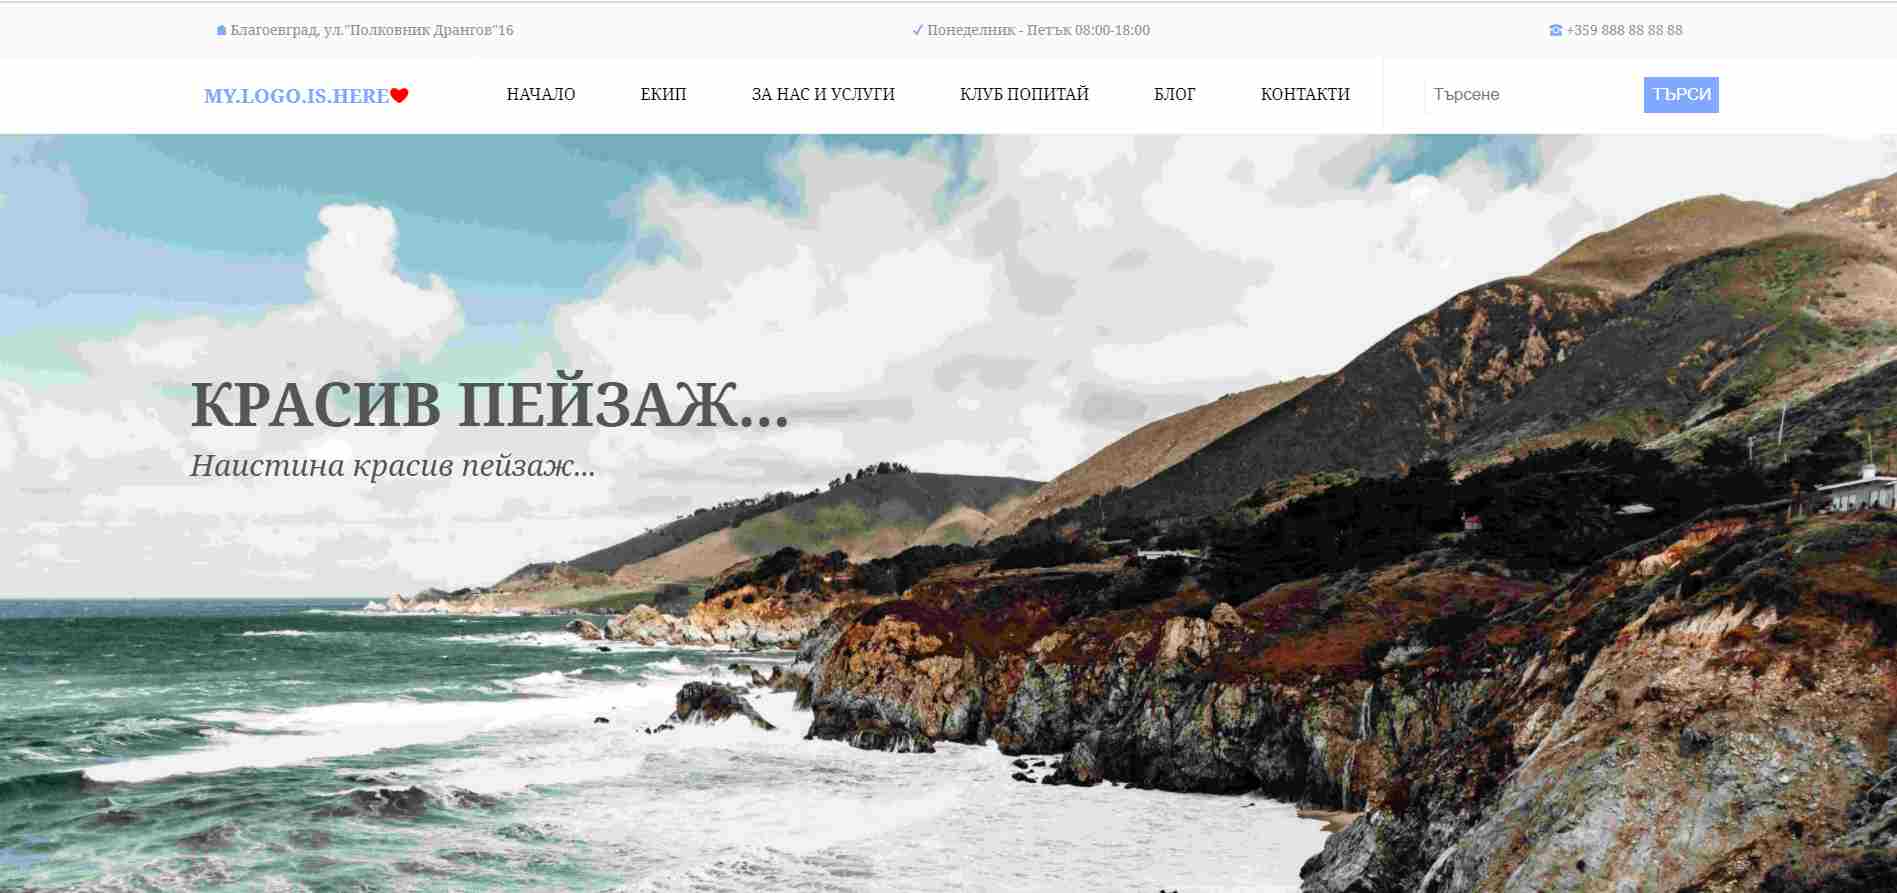 Благоевград, ул."Полковник Дрангов"16
Понеделник - Петък 08:00-18:00
+359 888 88 88 88
MY.LOGO.IS.HERE
НАЧАЛО
ЕКИП
ЗА НАС И УСЛУГИ
КЛУБ ПОПИТАЙ
БЛОГ
КОНТАКТИ
Търсене
ТЪРСИ
КРАСИВ ПЕЙЗАЖ...
Наистина красив пейзаж...